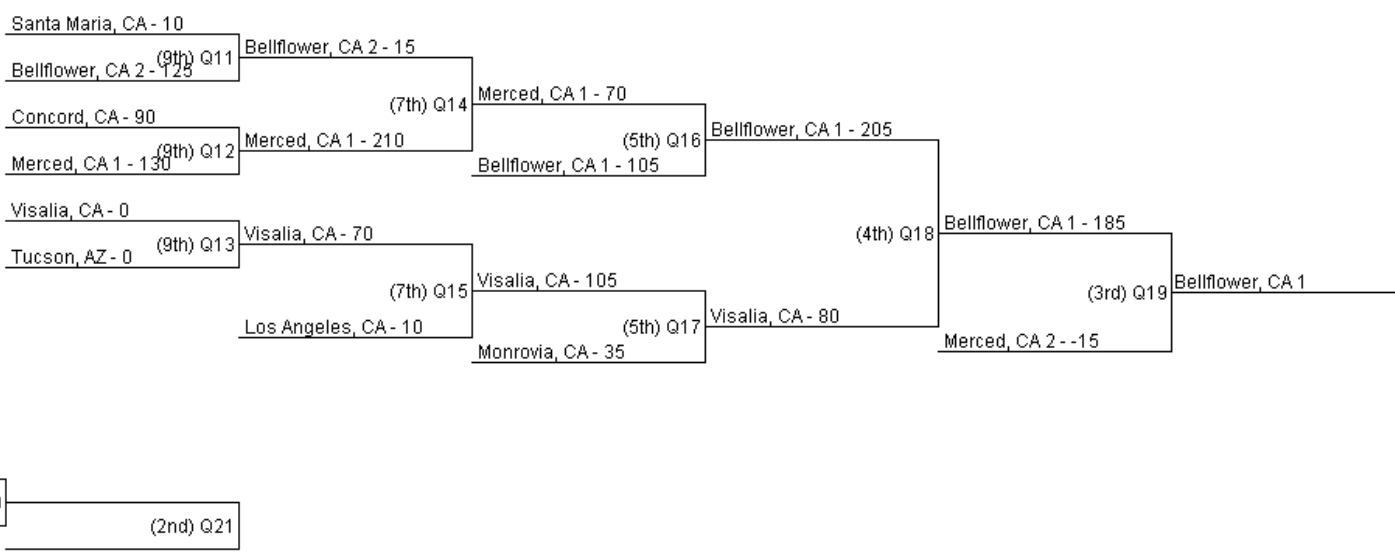 Santa Maria, CA - 10
(9th) Q11
Bellflower, CA 2 - 125
Bellflower, CA 2 - 15
Concord, CA - 90
(9th) Q12
Merced, CA 1 - 130
Merced, CA 1 - 210
(7th) Q14
Merced, CA 1 - 70
(5th) Q16
Bellflower, CA 1 - 105
Bellflower, CA 1 - 205
Visalia, CA - 0
(9th) Q13
Tucson, AZ - 0
Visalia, CA - 70
(7th) Q15
Los Angeles, CA - 10
Visalia, CA - 105
(5th) Q17
Monrovia, CA - 35
Visalia, CA - 80
(4th) Q18
Bellflower, CA 1 - 185
(3rd) Q19
Merced, CA 2 - -15
Bellflower, CA 1
(2nd) Q21